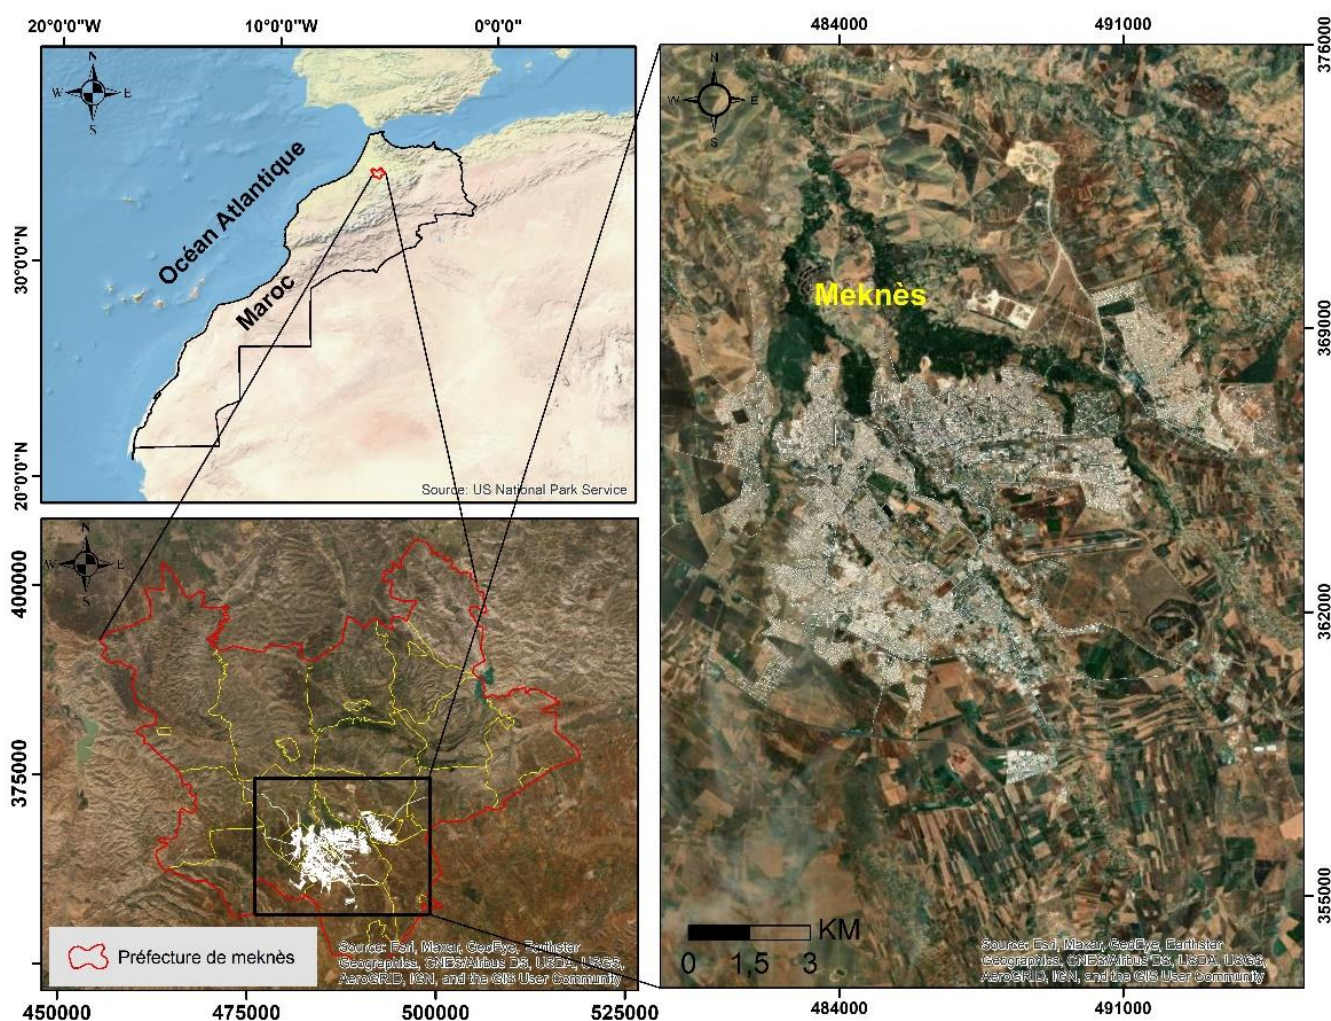 20°0'0"W
10°0'0"W
0°0'0"
30°0'0"N
20°0'0"N
N
W
E
S
Océan Atlantique
Maroc
Source: US National Park Service
N
W
E
S
400000
375000
450000
475000
500000
525000
Préfecture de meknès
Source: Esri, Maxar, GeoEye, Earthstar
Geographics, CNES/Airbus DS, USDA, USGS,
AeroGRID, IGN, and the GIS User Community
484000
491000
376000
369000
362000
355000
N
W
E
S
Meknès
KM
0
1,5
3
Source: Esri, Maxar, GeoEye, Earthstar
Geographics, CNES/Airbus DS, USDA, USGS,
AeroGRID, IGN, and the GIS User Community
484000
491000